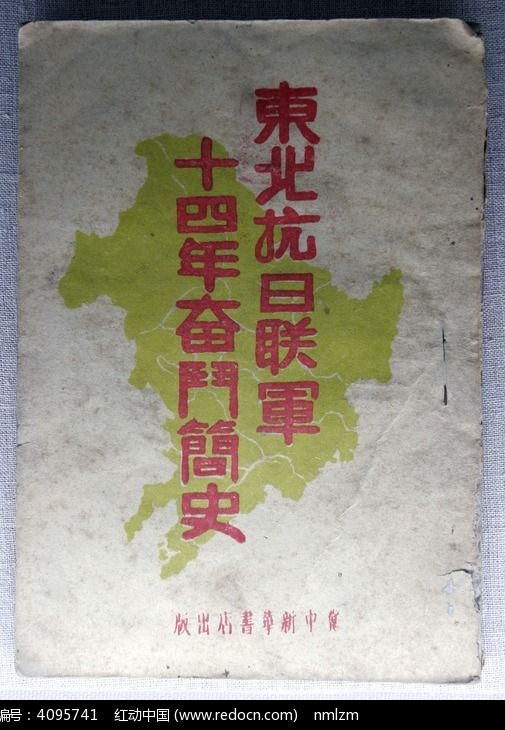 東北抗日联軍
十四年奋鬥簡史
冀中新華書店出版
编号：4095741 红动中国 (www.redocn.com) nmlzm